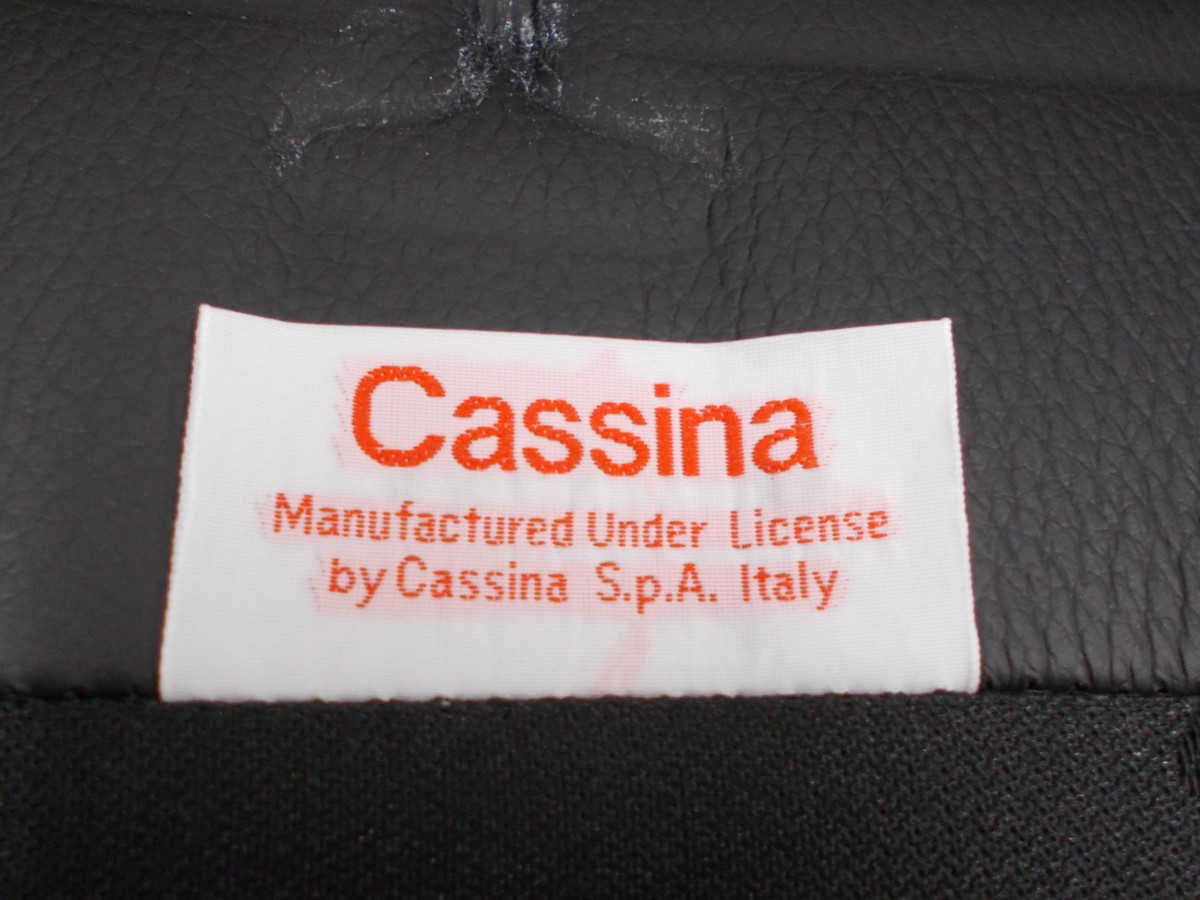 Cassina
Manufactured Under License
by Cassina S.p.A. Italy